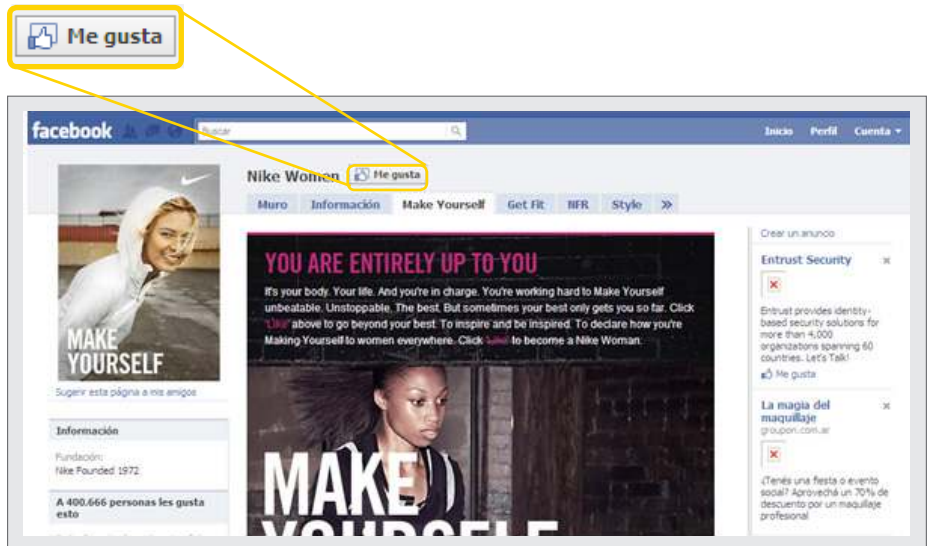 Me gusta
facebook
Buscar
Inicio Perfil Cuenta
Nike Women Me gusta
Muro Información Make Yourself Get Fit NFR Style »
MAKE
YOURSELF
Sugerir esta página a mis amigos
Información
Fundación:
Nike Founded 1972
A 400.666 personas les gusta
esto
YOU ARE ENTIRELY UP TO YOU
It's your body. Your life. And you're in charge. You're working hard to Make Yourself
unbeatable. Unstoppable. The best. But sometimes your best only gets you so far. Click
"Like" above to go beyond your best. To inspire and be inspired. To declare how you're
Making Yourself to women everywhere. Click "Like" to become a Nike Woman.
MAKE
YOURSELF
Crear un anuncio
Entrust Security
Entrust provides identity-
based security solutions for
more than 4,000
organizations spanning 60
countries. Let's Talk!
Me gusta
La magia del
maquillaje
groupon.com.ar
¿Tenés una fiesta o evento
social? Aprovechá un 70% de
descuento por un maquillaje
profesional